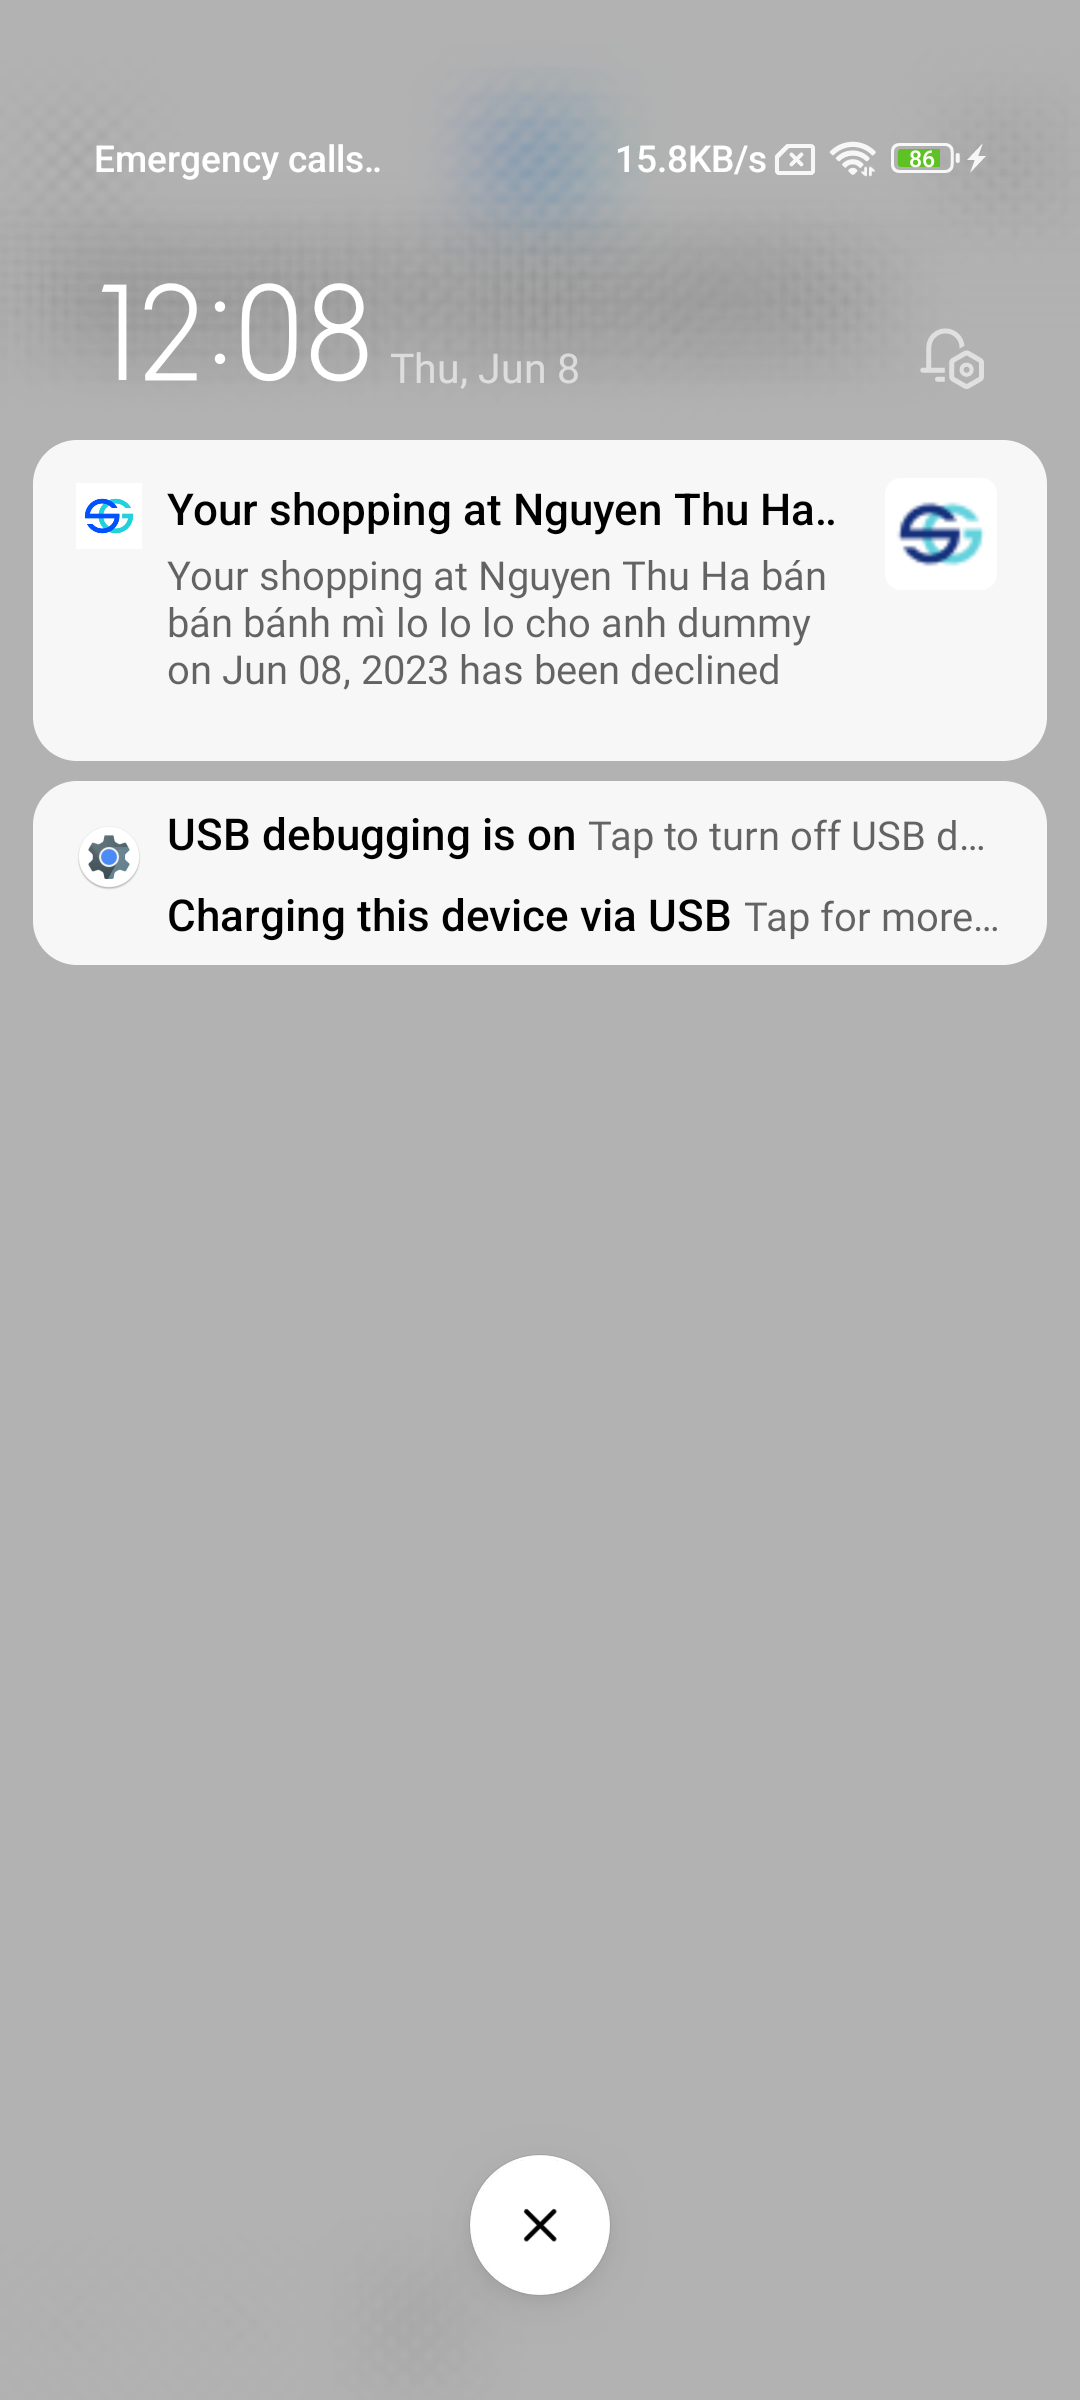 Emergency calls.. 15.8KB/s 86
12:08 Thu, Jun 8
Your shopping at Nguyen Thu Ha..
Your shopping at Nguyen Thu Ha bán
bán bánh mì lo lo lo cho anh dummy
on Jun 08, 2023 has been declined
USB debugging is on Tap to turn off USB d...
Charging this device via USB Tap for more...